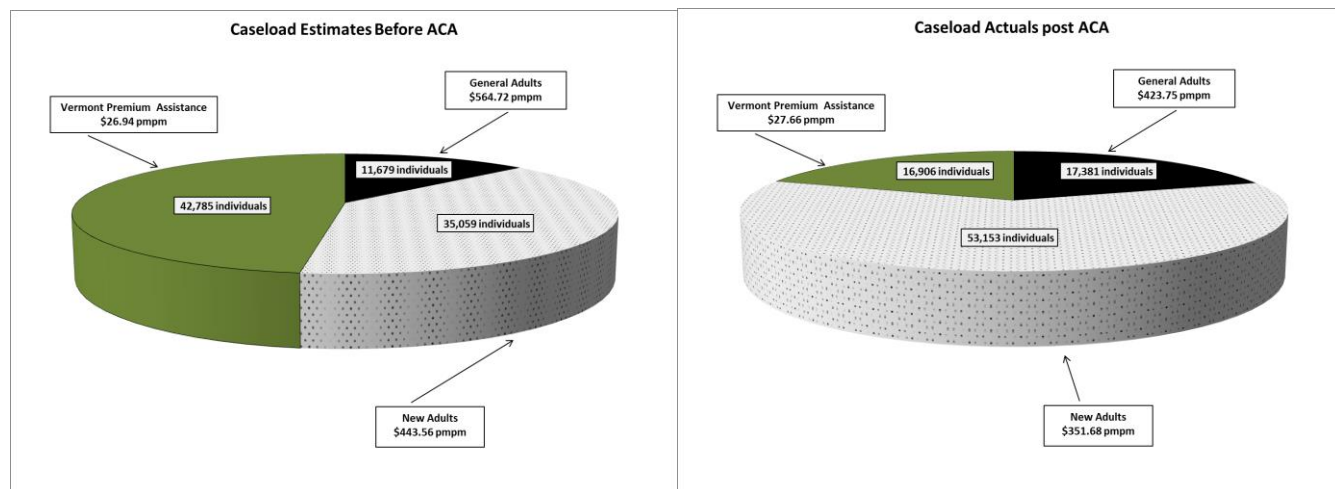 Caseload Estimates Before ACA
General Adults
$564.72 pmpm
Vermont Premium Assistance
$26.94 pmpm
11,679 individuals
42,785 individuals
35,059 individuals
New Adults
$443.56 pmpm
Caseload Actuals post ACA
General Adults
$423.75 pmpm
Vermont Premium Assistance
$27.66 pmpm
16,906 individuals
17,381 individuals
53,153 individuals
New Adults
$351.68 pmpm